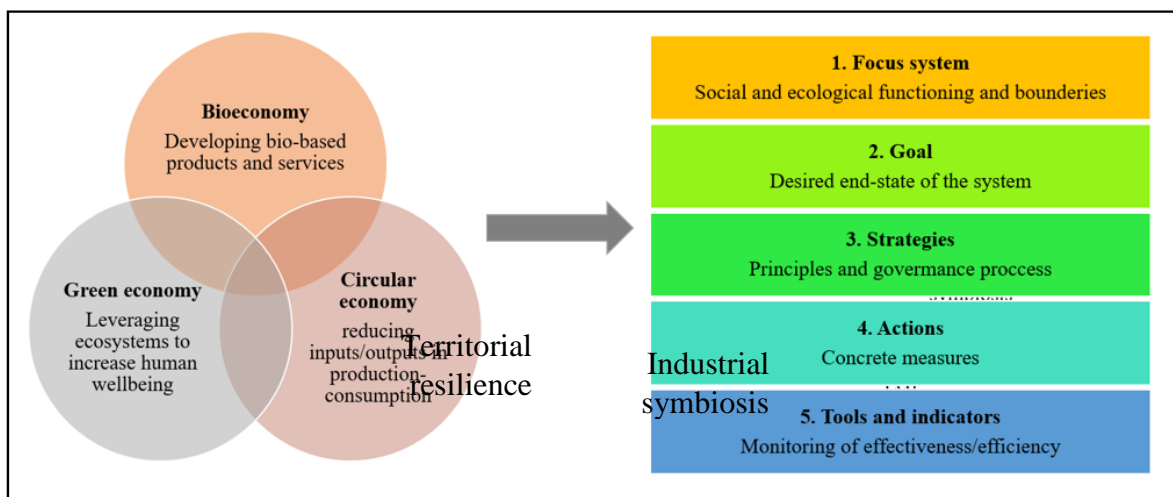 Bioeconomy
Developing bio-based
products and services
Green economy
Leveraging
ecosystems to
increase human
wellbeing
Circular
economy
reducing
inputs/outputs in
production-
consumption
Territorial
resilience
Industrial
symbiosis
1. Focus system
Social and ecological functioning and bounderies
2. Goal
Desired end-state of the system
3. Strategies
Principles and govermance proccess
4. Actions
Concrete measures
5. Tools and indicators
Monitoring of effectiveness/efficiency